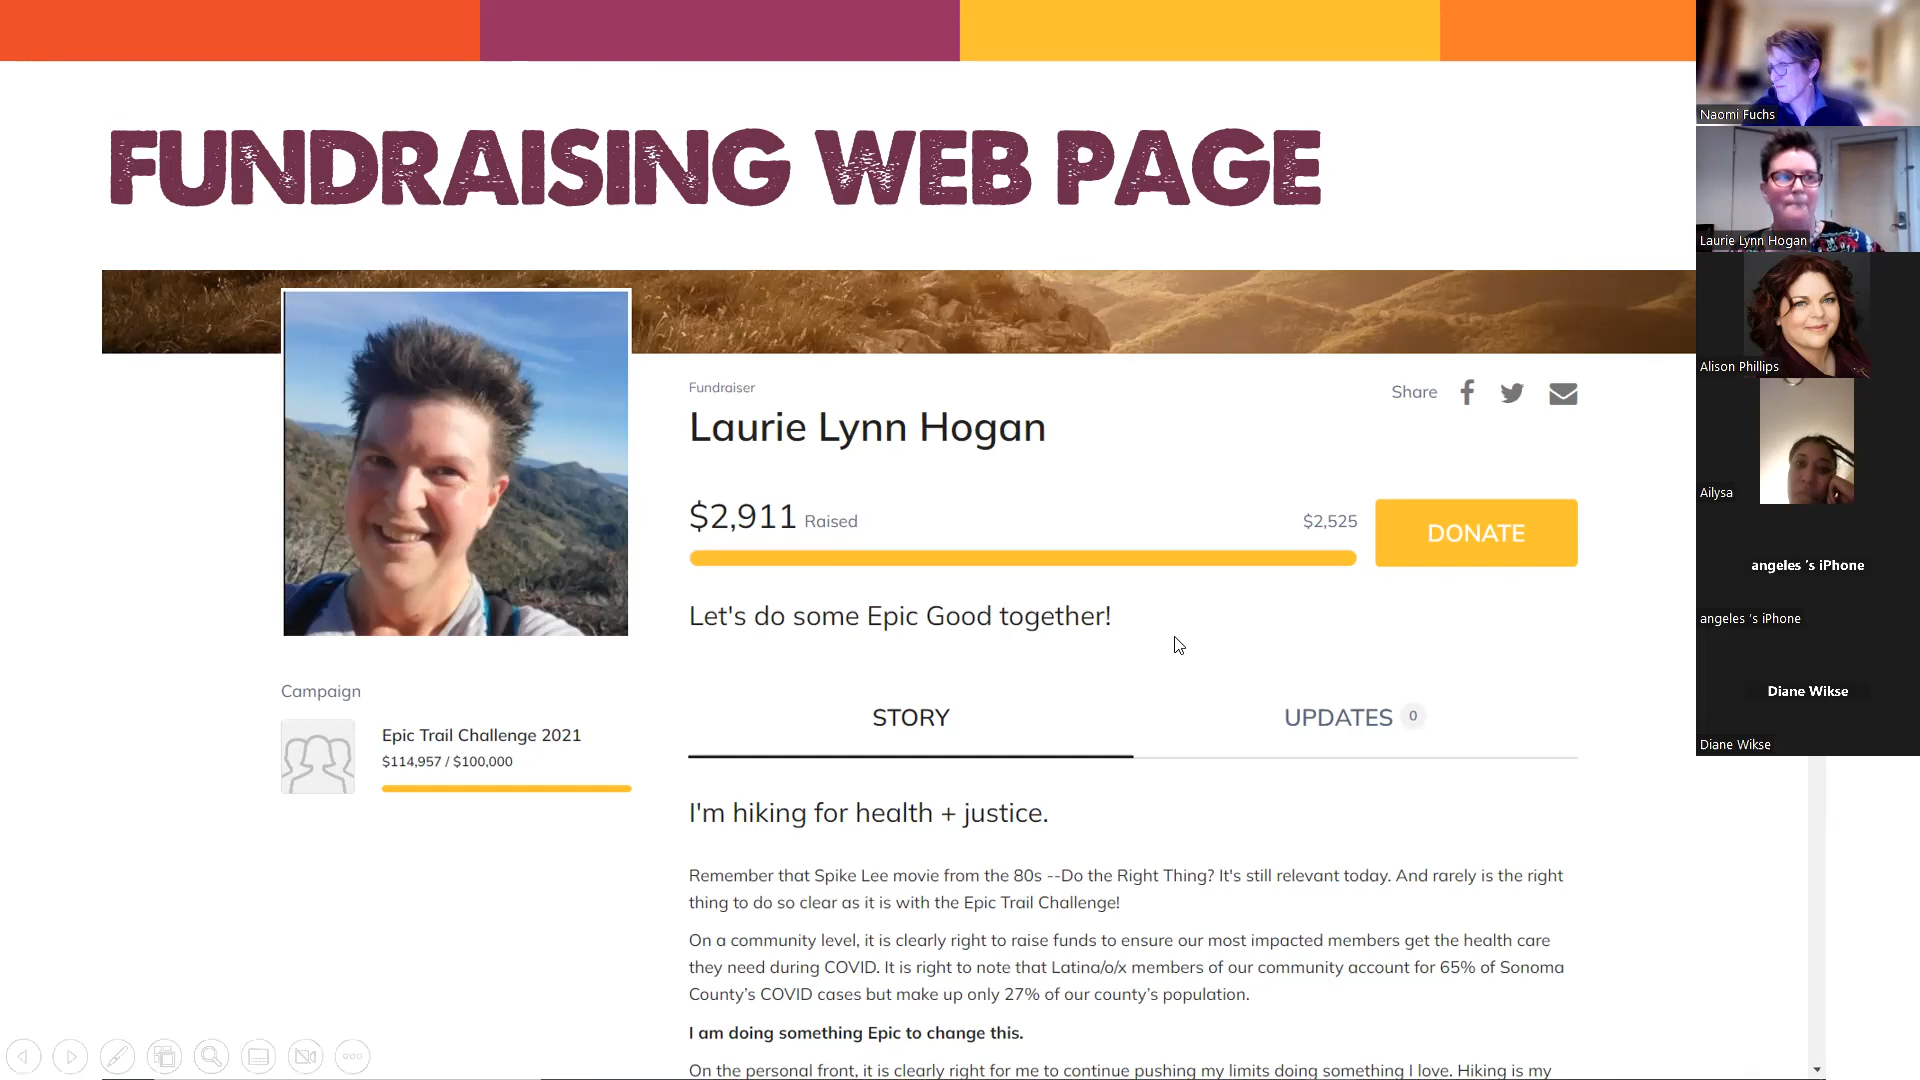 FUNDRAISING WEB PAGE
Fundraiser
Share
Laurie Lynn Hogan
$2,911 Raised
$2,525
DONATE
Let's do some Epic Good together!
Campaign
Epic Trail Challenge 2021
$114,957 / $100,000
STORY
UPDATES 0
I'm hiking for health + justice.
Remember that Spike Lee movie from the 80s --Do the Right Thing? It's still relevant today. And rarely is the right
thing to do so clear as it is with the Epic Trail Challenge!
On a community level, it is clearly right to raise funds to ensure our most impacted members get the health care
they need during COVID. It is right to note that Latina/o/x members of our community account for 65% of Sonoma
County's COVID cases but make up only 27% of our county's population.
I am doing something Epic to change this.
On the personal front, it is clearly right for me to continue pushing my limits doing something I love. Hiking is my
Naomi Fuchs
Laurie Lynn Hogan
Alison Phillips
Ailysa
angeles 's iPhone
angeles 's iPhone
Diane Wikse
Diane Wikse